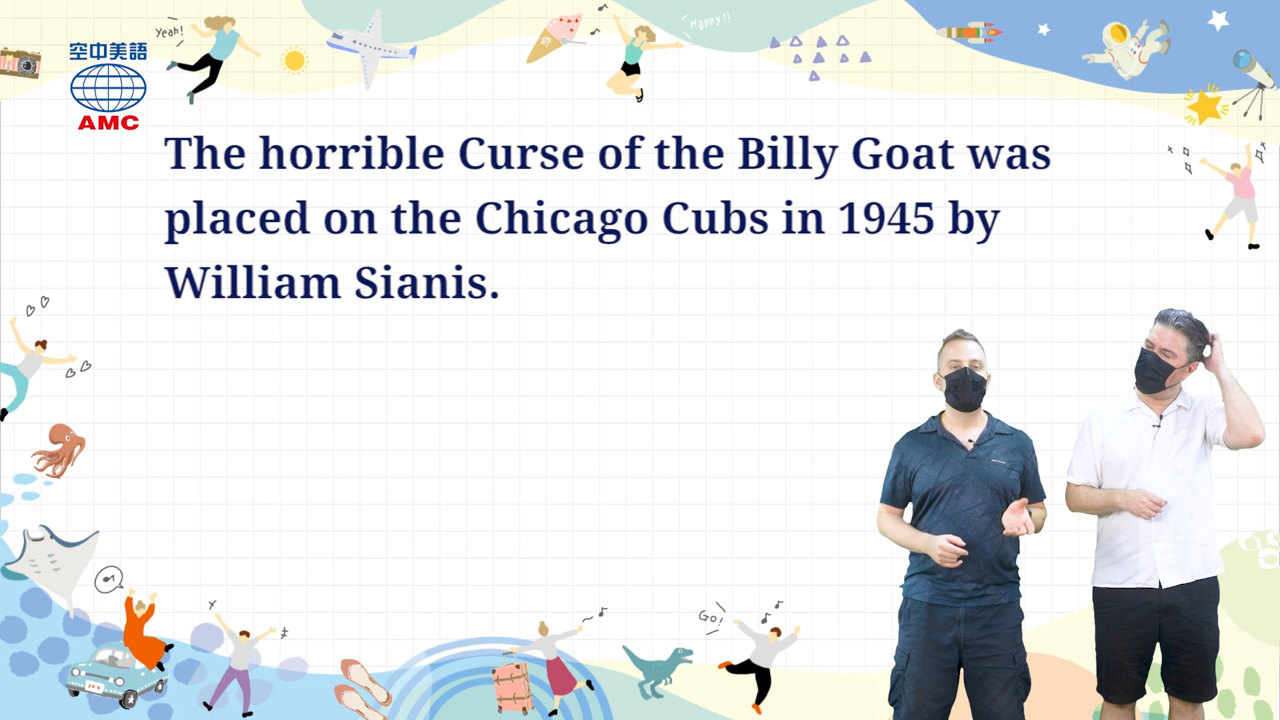 Yeah!
Happy!!
空中美語
AMC
The horrible Curse of the Billy Goat was
placed on the Chicago Cubs in 1945 by
William Sianis.
Go!